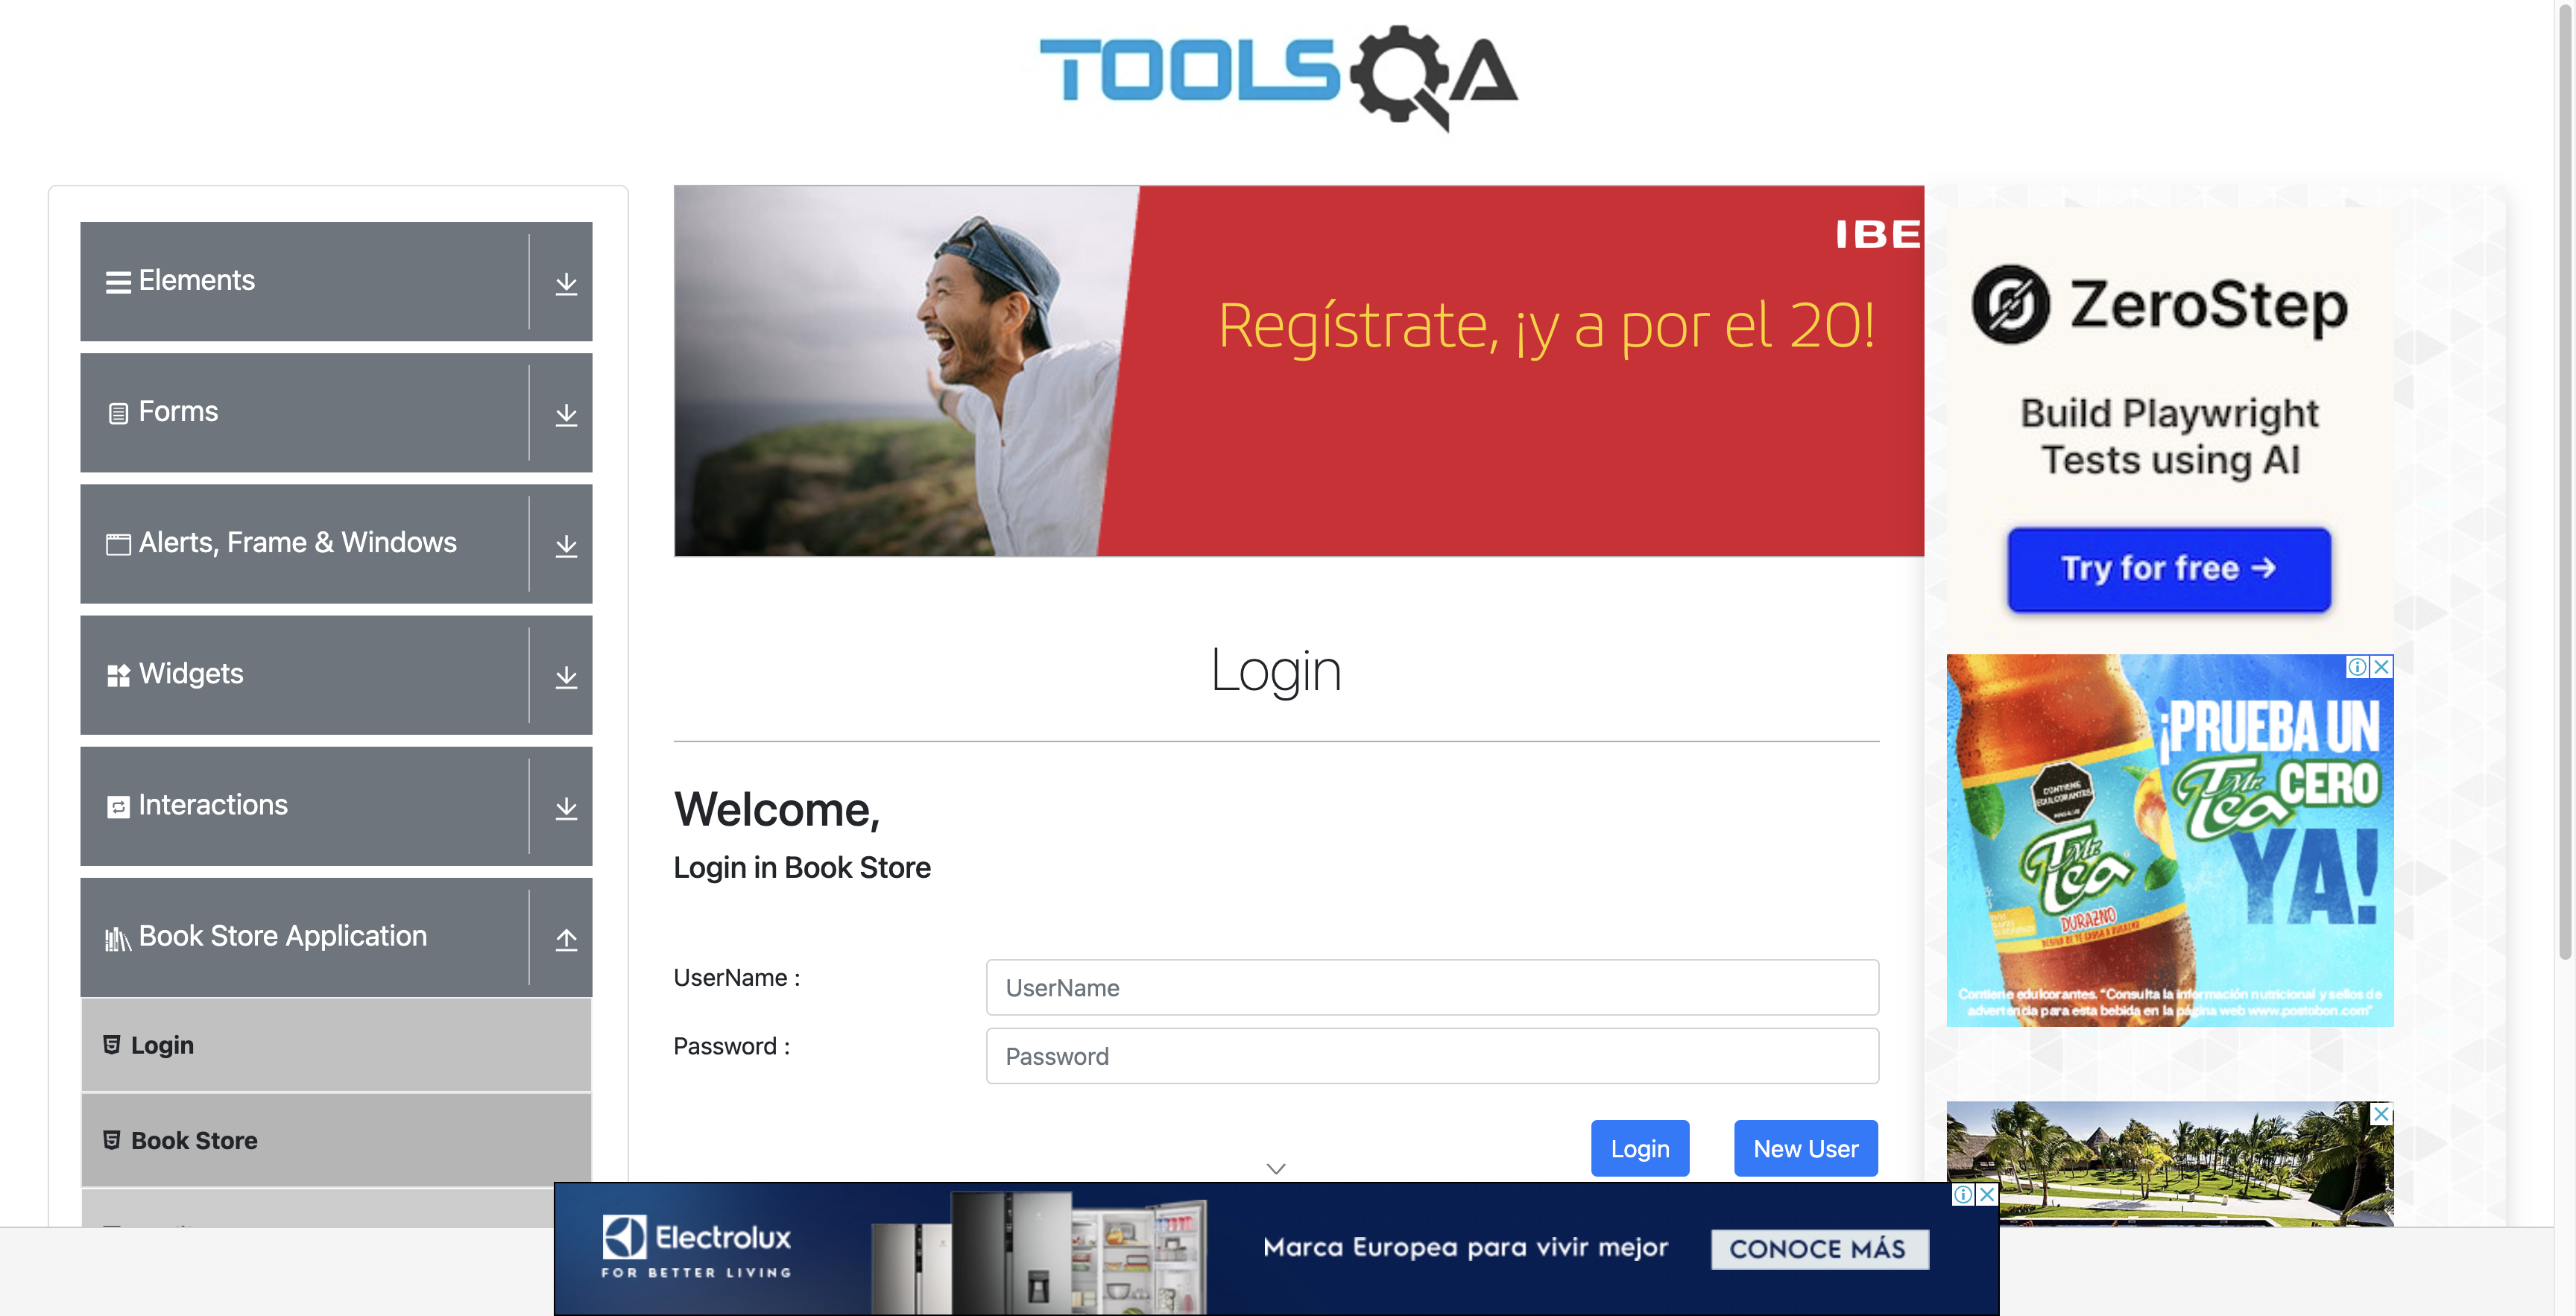 TOOLSQA
Elements
Forms
Alerts, Frame & Windows
Widgets
Interactions
Book Store Application
Login
Book Store
IBE
Regístrate, ¡y a por el 20!
Login
Welcome,
Login in Book Store
UserName :
UserName
Password :
Password
Login
New User
ZeroStep
Build Playwright
Tests using AI
Try for free →
¡PRUEBA UN
Mr. Tea CERO
YA!
CONTIENE
EDULCORANTES
Mr. Tea
DURAZNO
Contiene edulcorantes. "Consulta la información nutricional y sellos de
advertencia para esta bebida en la página web www.postobon.com"
Electrolux
FOR BETTER LIVING
Marca Europea para vivir mejor
CONOCE MÁS